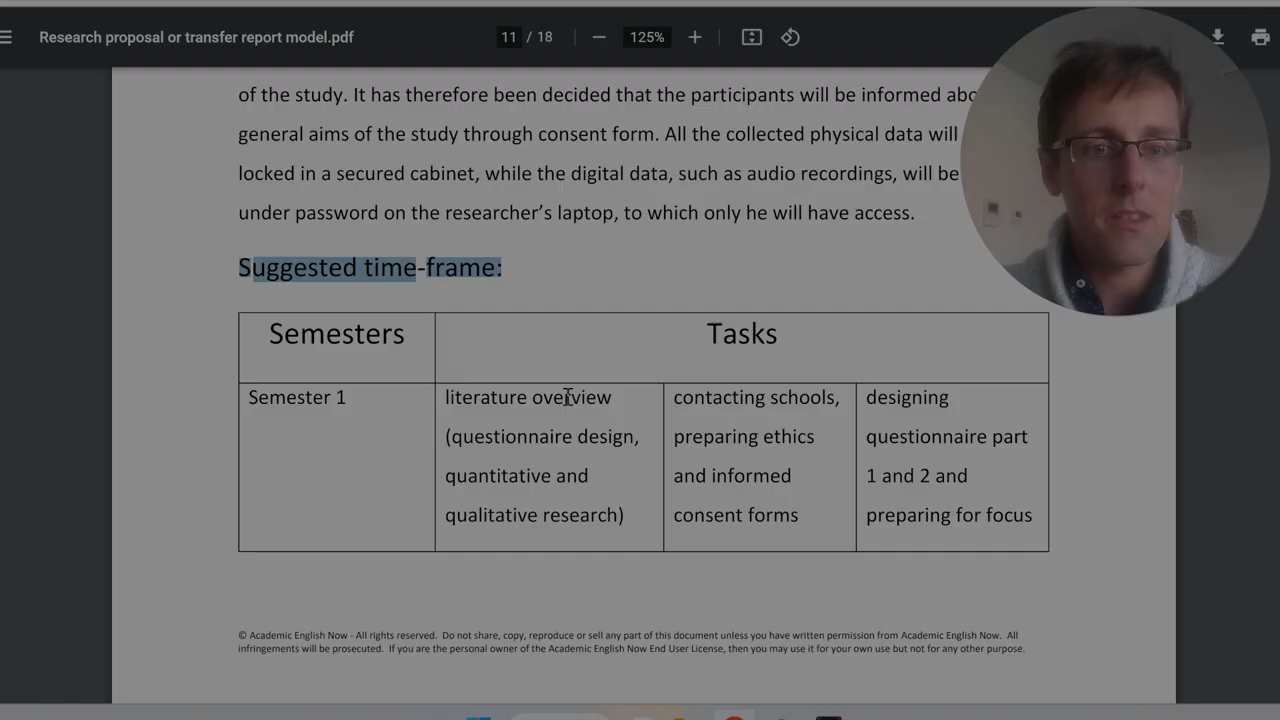 Research proposal or transfer report model.pdf
11 / 18
125%
of the study. It has therefore been decided that the participants will be informed
general aims of the study through consent form. All the collected physical data will
locked in a secured cabinet, while the digital data, such as audio recordings, will be
under password on the researcher’s laptop, to which only he will have access.
Suggested time-frame:
Semesters
Tasks
Semester 1
literature overview
(questionnaire design,
quantitative and
qualitative research)
contacting schools,
preparing ethics
and informed
consent forms
designing
questionnaire part
1 and 2 and
preparing for focus
© Academic English Now - All rights reserved. Do not share, copy, reproduce or sell any part of this document unless you have written permission from Academic English Now. All
infringements will be prosecuted. If you are the personal owner of the Academic English Now End User License, then you may use it for your own use but not for any other purpose.